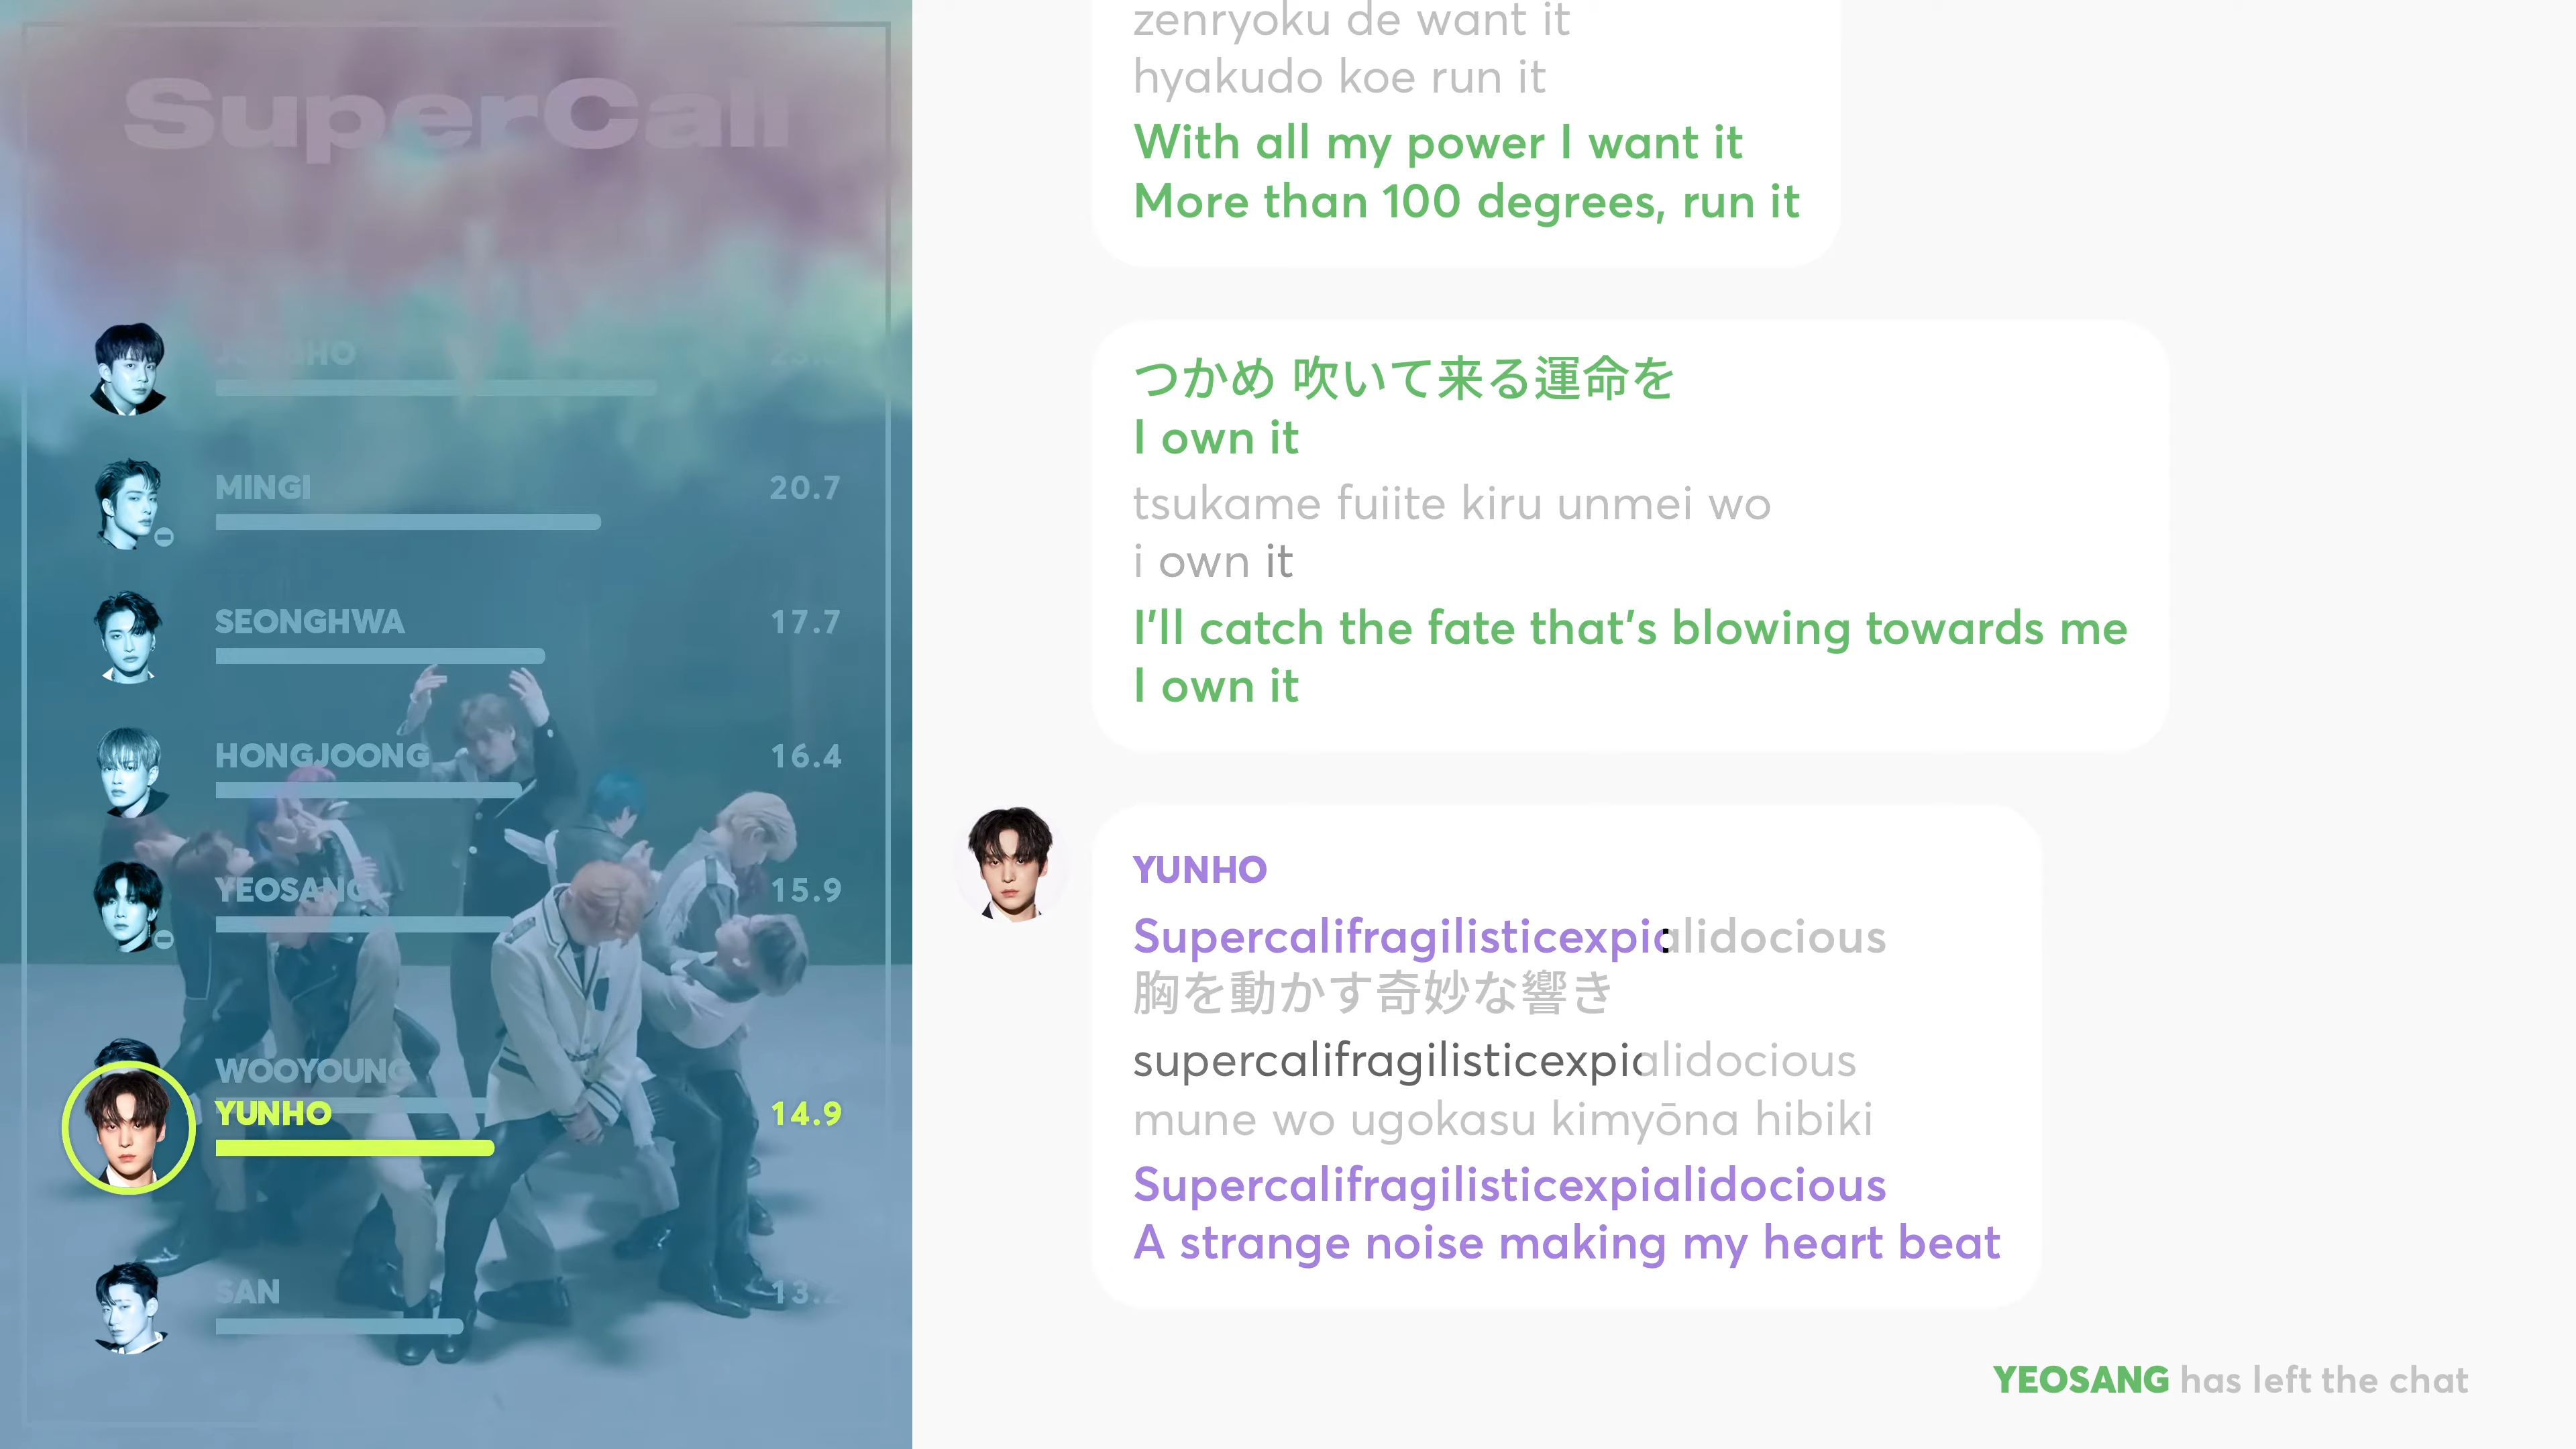 SuperCali
JONGHO
MINGI
20.7
SEONGHWA
17.7
HONGJOONG
16.4
YEOSANG
15.9
WOOYOUNG
YUNHO
14.9
SAN
13.2
zenryoku de want it
hyakudo koe run it
With all my power I want it
More than 100 degrees, run it
つかめ 吹いて来る運命を
I own it
tsukame fuiite kiru unmei wo
i own it
I'll catch the fate that's blowing towards me
I own it
YUNHO
Supercalifragilisticexpialidocious
胸を動かす奇妙な響き
supercalifragilisticexpialidocious
mune wo ugokasu kimyōna hibiki
Supercalifragilisticexpialidocious
A strange noise making my heart beat
YEOSANG has left the chat